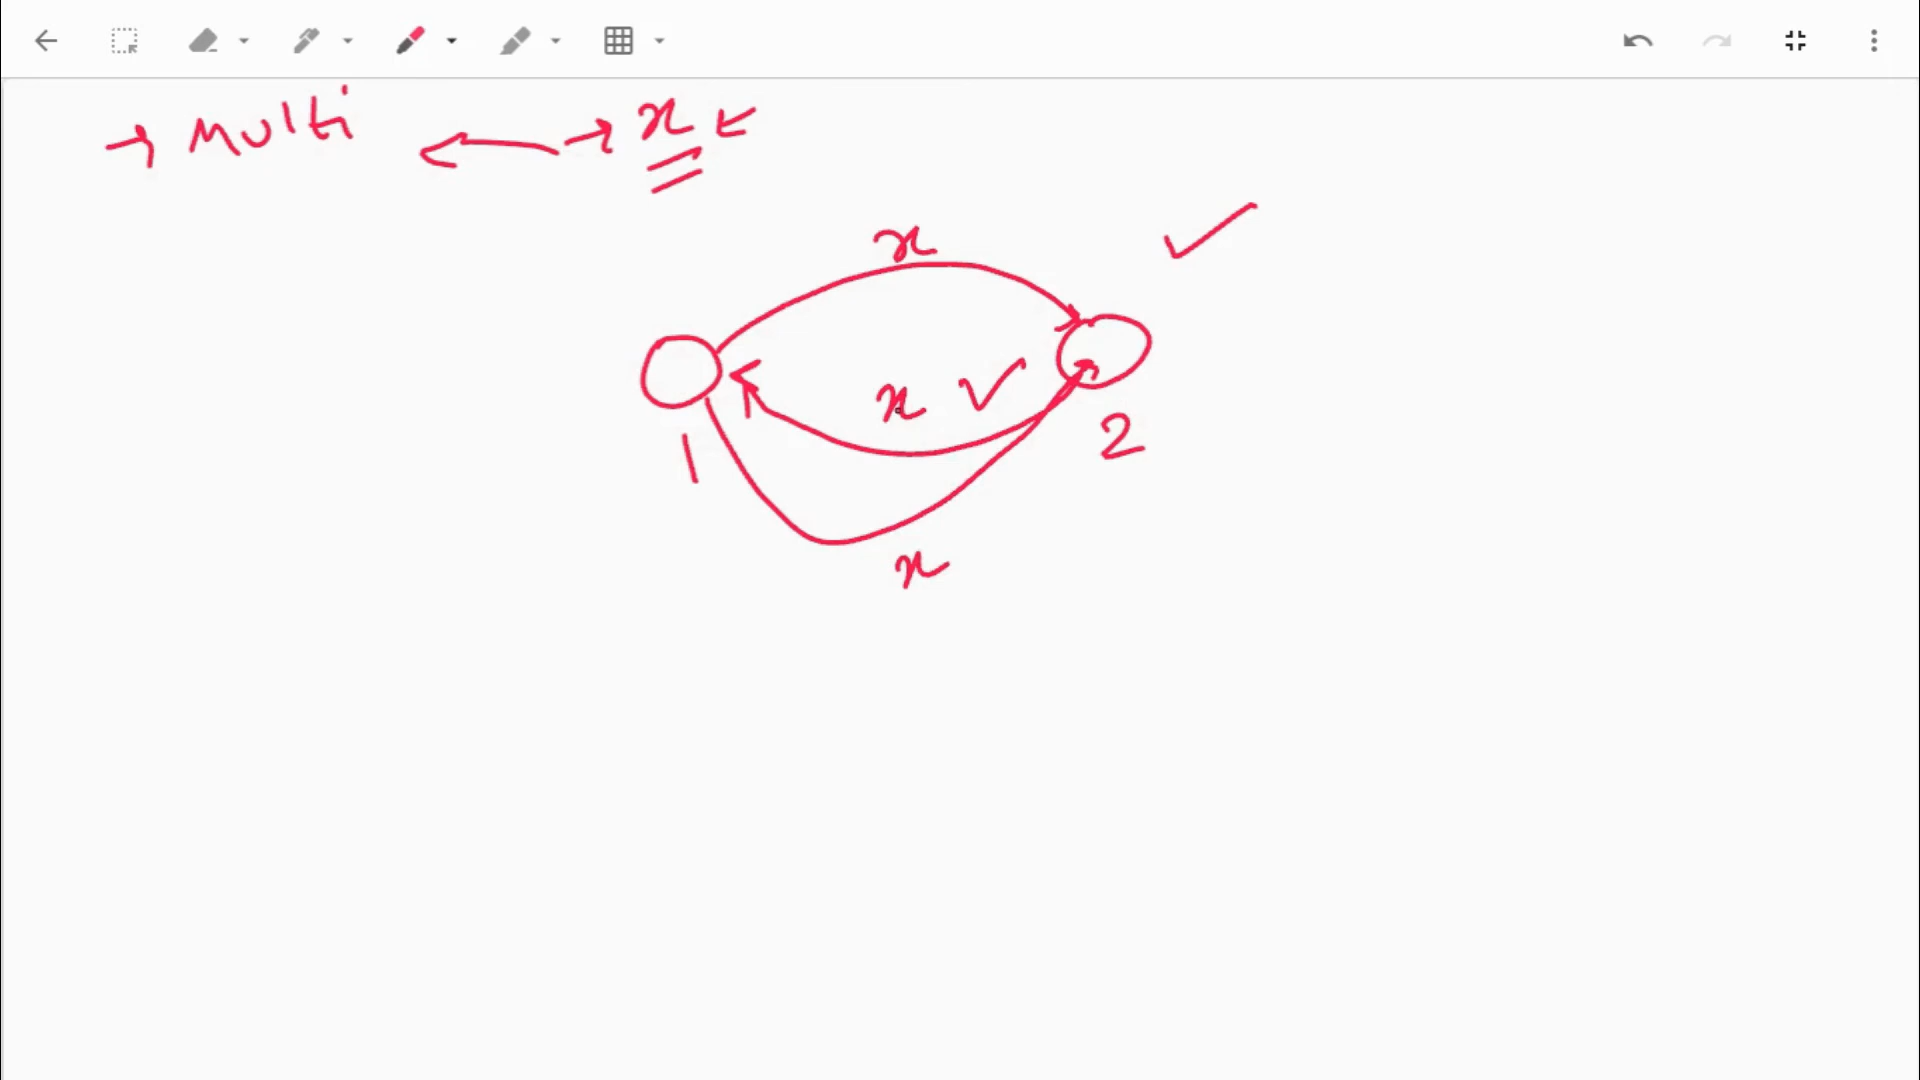 → Multi ← → x ←
x
x ✓
1 2
x